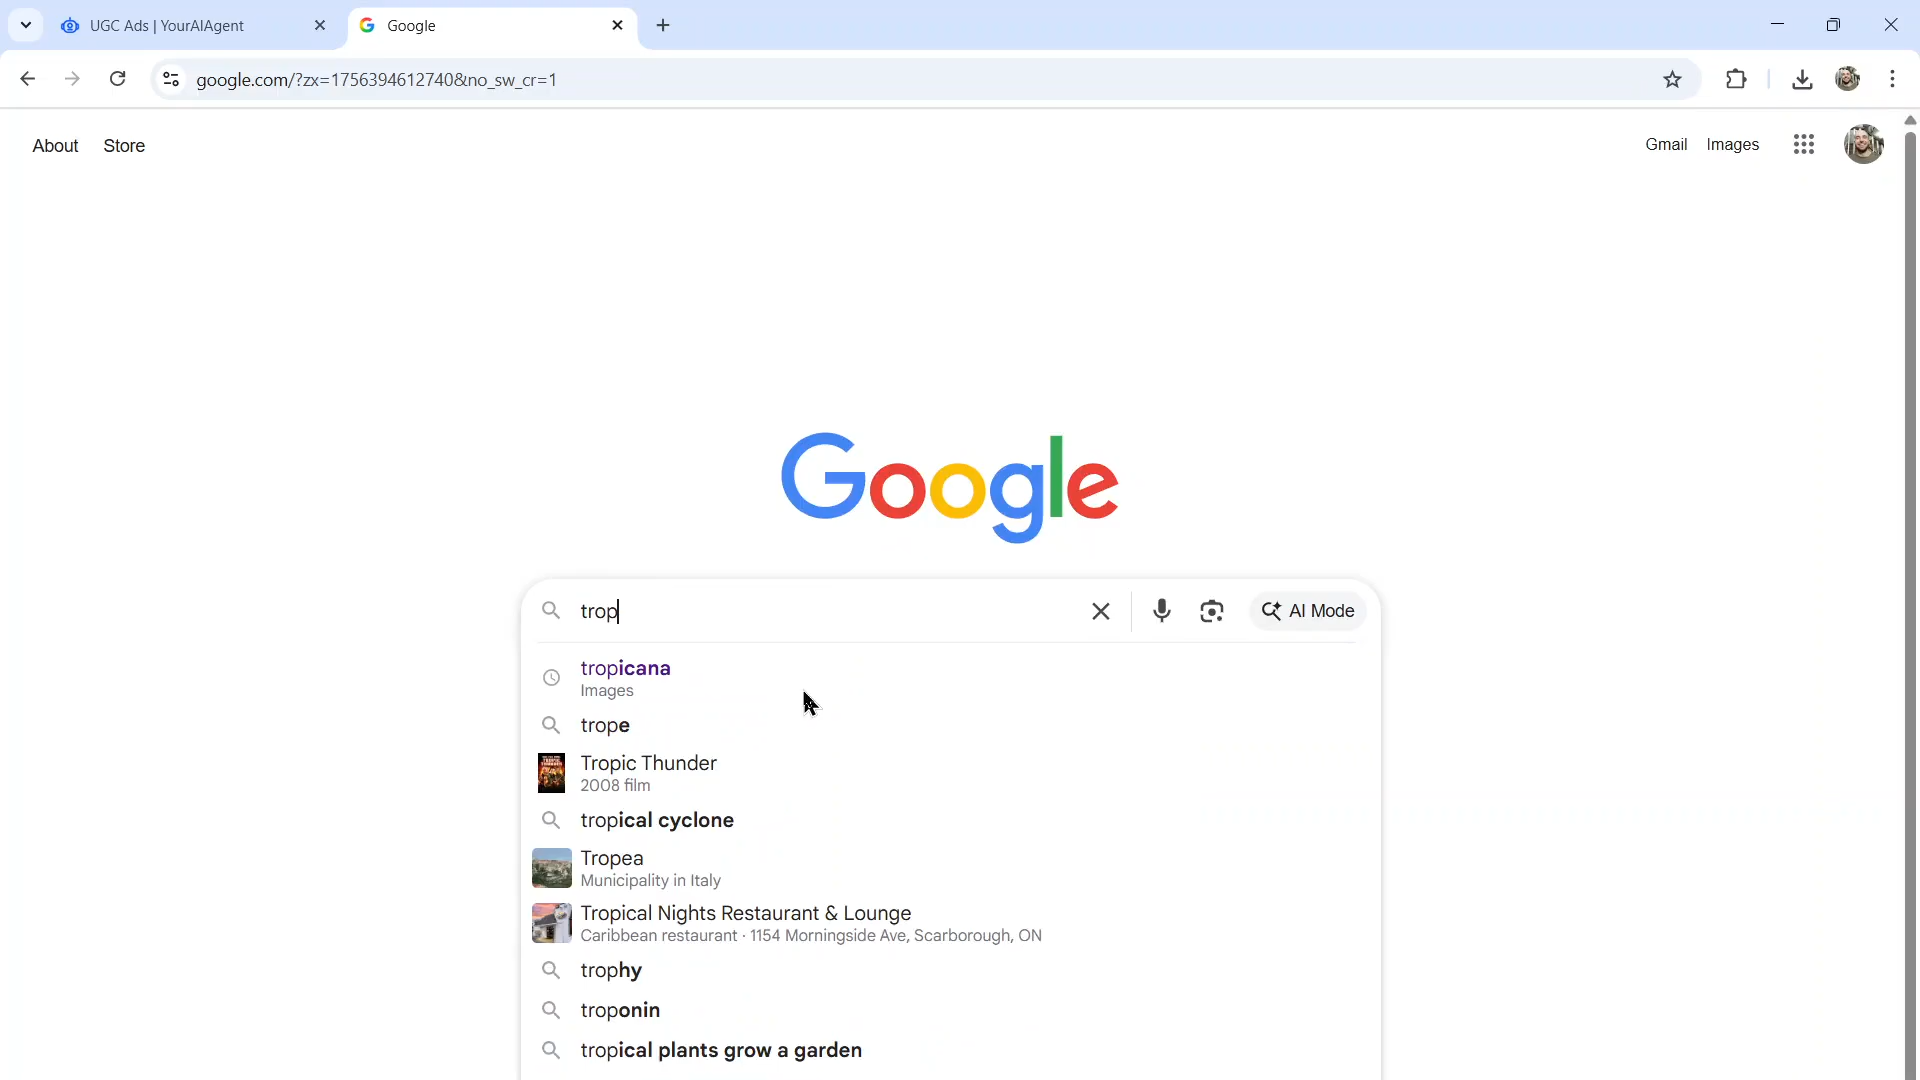 UGC Ads | YourAIAgent
Google
google.com/?zx=1756394612740&no_sw_cr=1
About Store
Gmail Images
Google
trop
AI Mode
tropicana
Images
trope
Tropic Thunder
2008 film
tropical cyclone
Tropea
Municipality in Italy
Tropical Nights Restaurant & Lounge
Caribbean restaurant · 1154 Morningside Ave, Scarborough, ON
trophy
troponin
tropical plants grow a garden